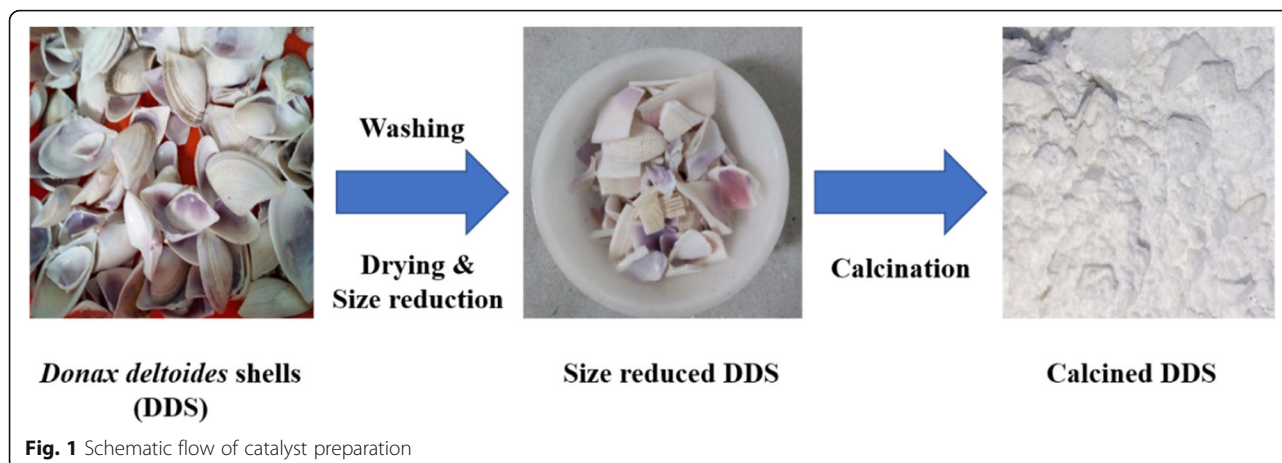 Washing
Drying &
Size reduction
Calcination
Donax deltoides shells
(DDS)
Size reduced DDS
Calcined DDS
Fig. 1 Schematic flow of catalyst preparation